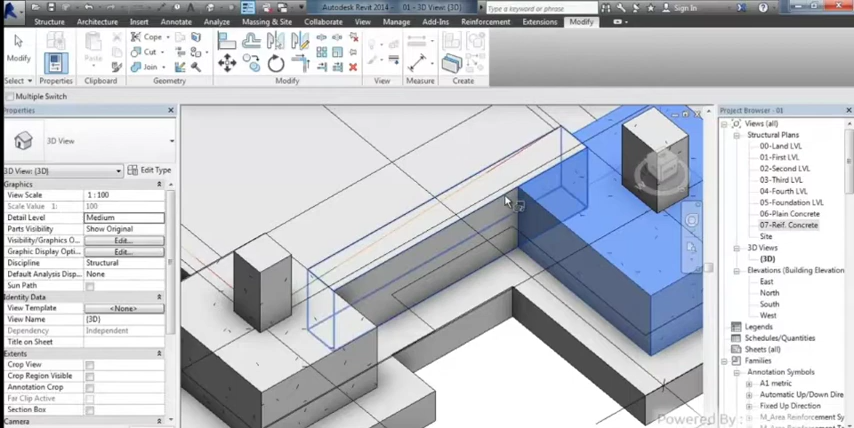 Autodesk Revit 2014 - 01 - 3D View: {3D}
Type a keyword or phrase
Sign In
Structure Architecture Insert Annotate Analyze Massing & Site Collaborate View Manage Add-Ins Reinforcement Extensions Modify
Modify
Properties
Paste
Cope
Cut
Join
Select Properties Clipboard Geometry Modify View Measure Create
Multiple Switch
Properties
3D View
3D View: {3D}
Edit Type
Graphics
View Scale 1 : 100
Scale Value 1: 100
Detail Level Medium
Parts Visibility Show Original
Visibility/Graphics O... Edit...
Graphic Display Opti... Edit...
Discipline Structural
Default Analysis Disp... None
Sun Path
Identity Data
View Template <None>
View Name {3D}
Dependency Independent
Title on Sheet
Extents
Crop View
Crop Region Visible
Annotation Crop
Far Clip Active
Section Box
Camera
Project Browser - 01
Views (all)
Structural Plans
00-Land LVL
01-First LVL
02-Second LVL
03-Third LVL
04-Fourth LVL
05-Foundation LVL
06-Plain Concrete
07-Reif. Concrete
Site
3D Views
{3D}
Elevations (Building Elevation
East
North
South
West
Legends
Schedules/Quantities
Sheets (all)
Families
Annotation Symbols
A1 metric
Automatic Up/Down Dire
Fixed Up Direction
M_Area Reinforcement Sy
Powered By :